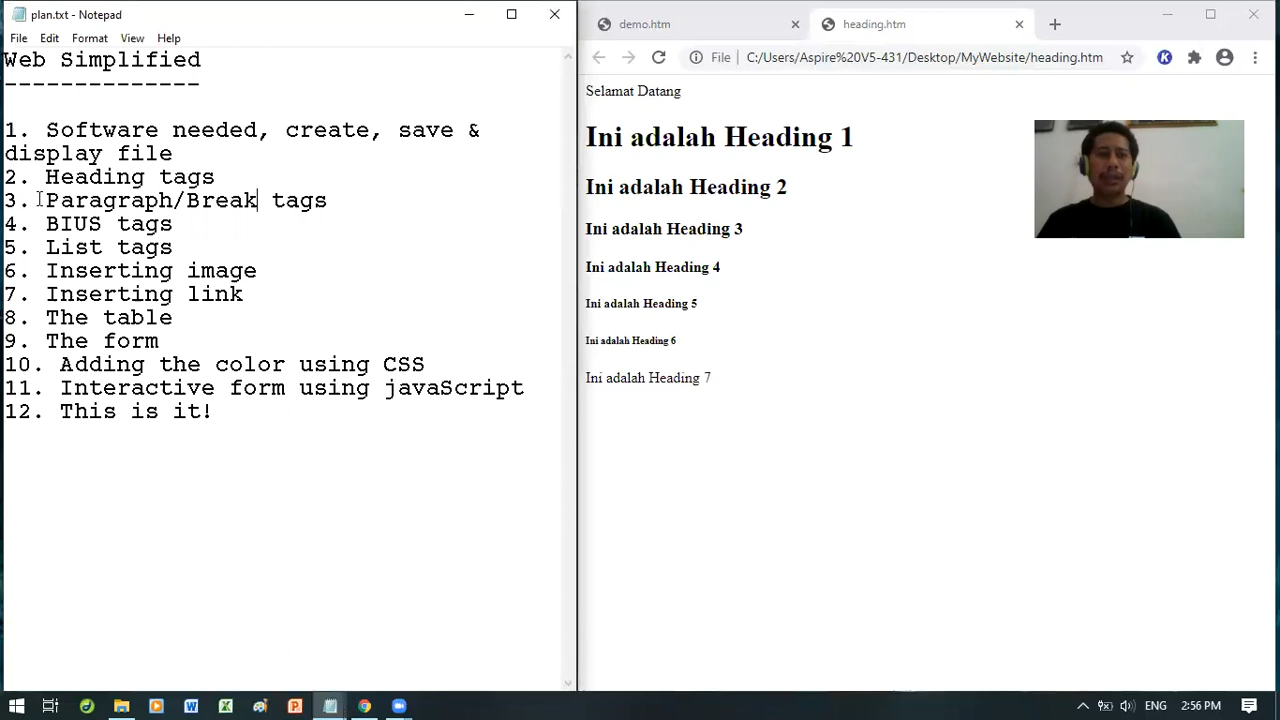 plan.txt - Notepad
File Edit Format View Help
Web Simplified
--------------
1. Software needed, create, save &
display file
2. Heading tags
3. Paragraph/Break tags
4. BIUS tags
5. List tags
6. Inserting image
7. Inserting link
8. The table
9. The form
10. Adding the color using CSS
11. Interactive form using javaScript
12. This is it!
demo.htm
heading.htm
File C:/Users/Aspire%20V5-431/Desktop/MyWebsite/heading.htm
Selamat Datang
Ini adalah Heading 1
Ini adalah Heading 2
Ini adalah Heading 3
Ini adalah Heading 4
Ini adalah Heading 5
Ini adalah Heading 6
Ini adalah Heading 7
ENG 2:56 PM